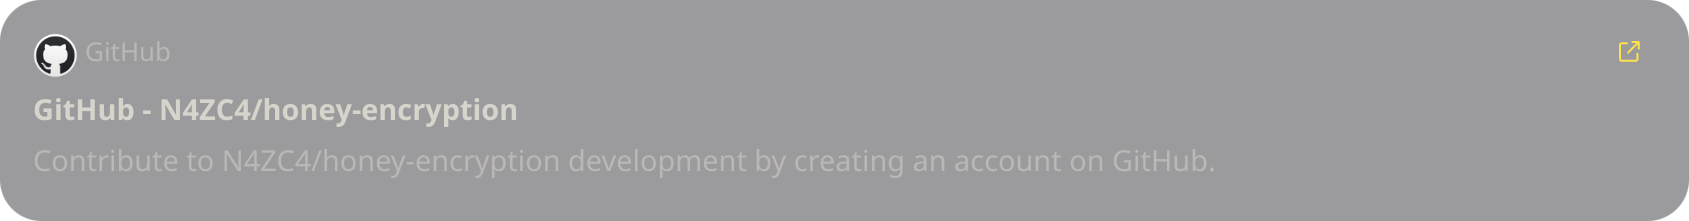 GitHub
GitHub - N4ZC4/honey-encryption
Contribute to N4ZC4/honey-encryption development by creating an account on GitHub.